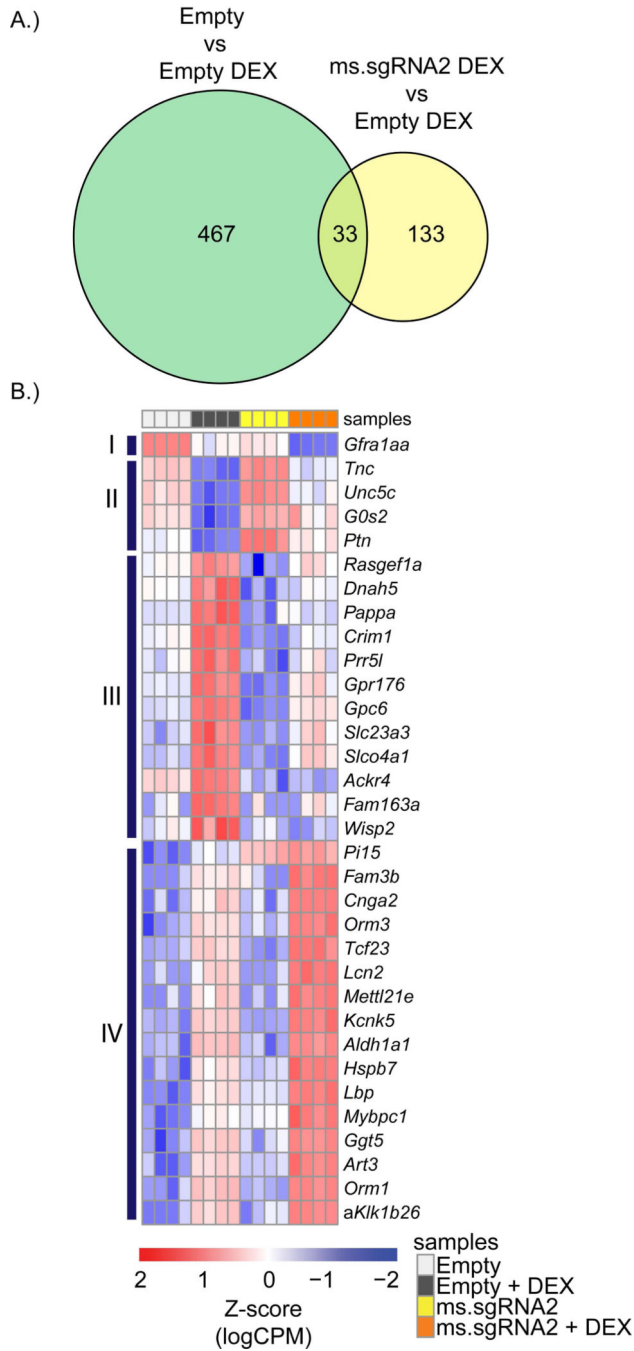 A.)
Empty
vs
Empty DEX
ms.sgRNA2 DEX
vs
Empty DEX
467
33
133
B.)
samples
I
Gfra1aa
II
Tnc
Unc5c
G0s2
Ptn
III
Rasgef1a
Dnah5
Pappa
Crim1
Prr5l
Gpr176
Gpc6
Slc23a3
Slco4a1
Ackr4
Fam163a
Wisp2
IV
Pi15
Fam3b
Cnga2
Orm3
Tcf23
Lcn2
Mettl21e
Kcnk5
Aldh1a1
Hspb7
Lbp
Mybpc1
Ggt5
Art3
Orm1
aKlk1b26
2 1 0 -1 -2
Z-score
(logCPM)
samples
Empty
Empty + DEX
ms.sgRNA2
ms.sgRNA2 + DEX